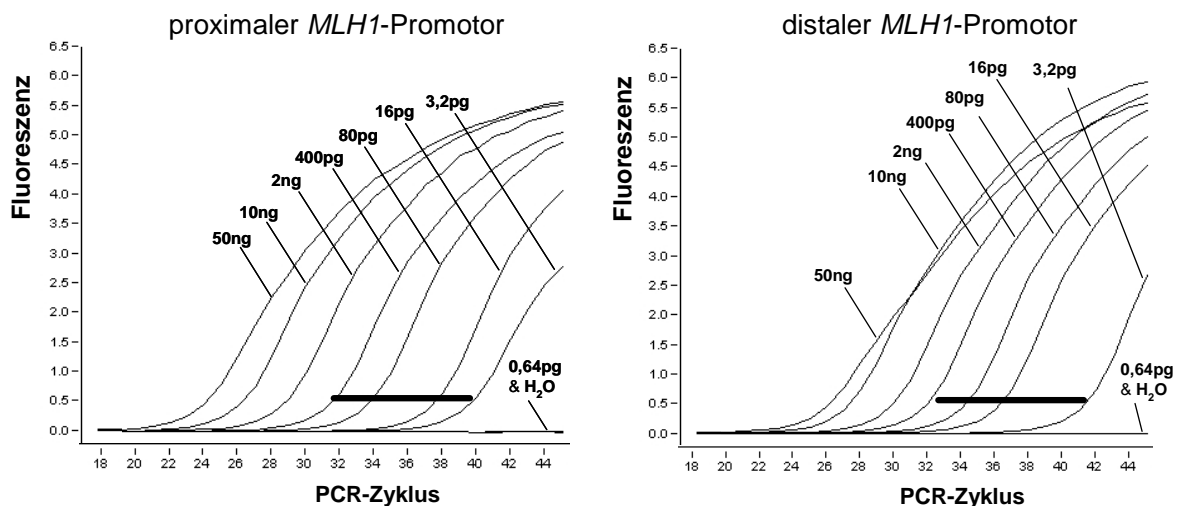 proximaler MLH1-Promotor
Fluoreszenz
6.5
6.0
5.5
5.0
4.5
4.0
3.5
3.0
2.5
2.0
1.5
1.0
0.5
0.0
50ng
10ng
2ng
400pg
80pg
16pg
3,2pg
0,64pg
& H2O
18 20 22 24 26 28 30 32 34 36 38 40 42 44
PCR-Zyklus
distaler MLH1-Promotor
Fluoreszenz
6.5
6.0
5.5
5.0
4.5
4.0
3.5
3.0
2.5
2.0
1.5
1.0
0.5
0.0
50ng
10ng
2ng
400pg
80pg
16pg
3,2pg
0,64pg
& H2O
18 20 22 24 26 28 30 32 34 36 38 40 42 44
PCR-Zyklus